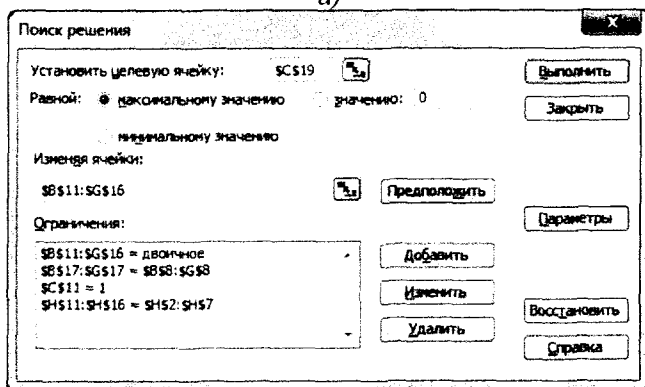 а)
Поиск решения
Установить целевую ячейку: $C$19
Выполнить
Равной: максимальному значению значению: 0
Закрыть
минимальному значению
Изменяя ячейки:
$B$11:$G$16
Предположить
Параметры
Ограничения:
$B$11:$G$16 = двоичное
$B$17:$G$17 = $B$8:$G$8
$C$11 = 1
$H$11:$H$16 = $H$2:$H$7
Добавить
Изменить
Удалить
Восстановить
Справка